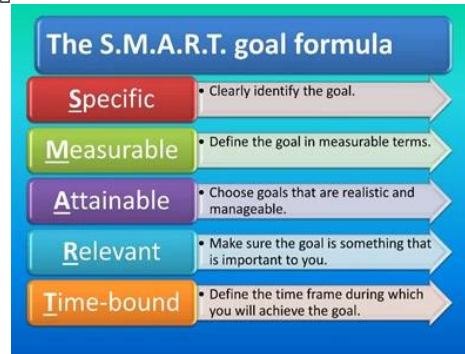 The S.M.A.R.T. goal formula
Specific
• Clearly identify the goal.
Measurable
• Define the goal in measurable terms.
Attainable
• Choose goals that are realistic and
manageable.
Relevant
• Make sure the goal is something that
is important to you.
Time-bound
• Define the time frame during which
you will achieve the goal.